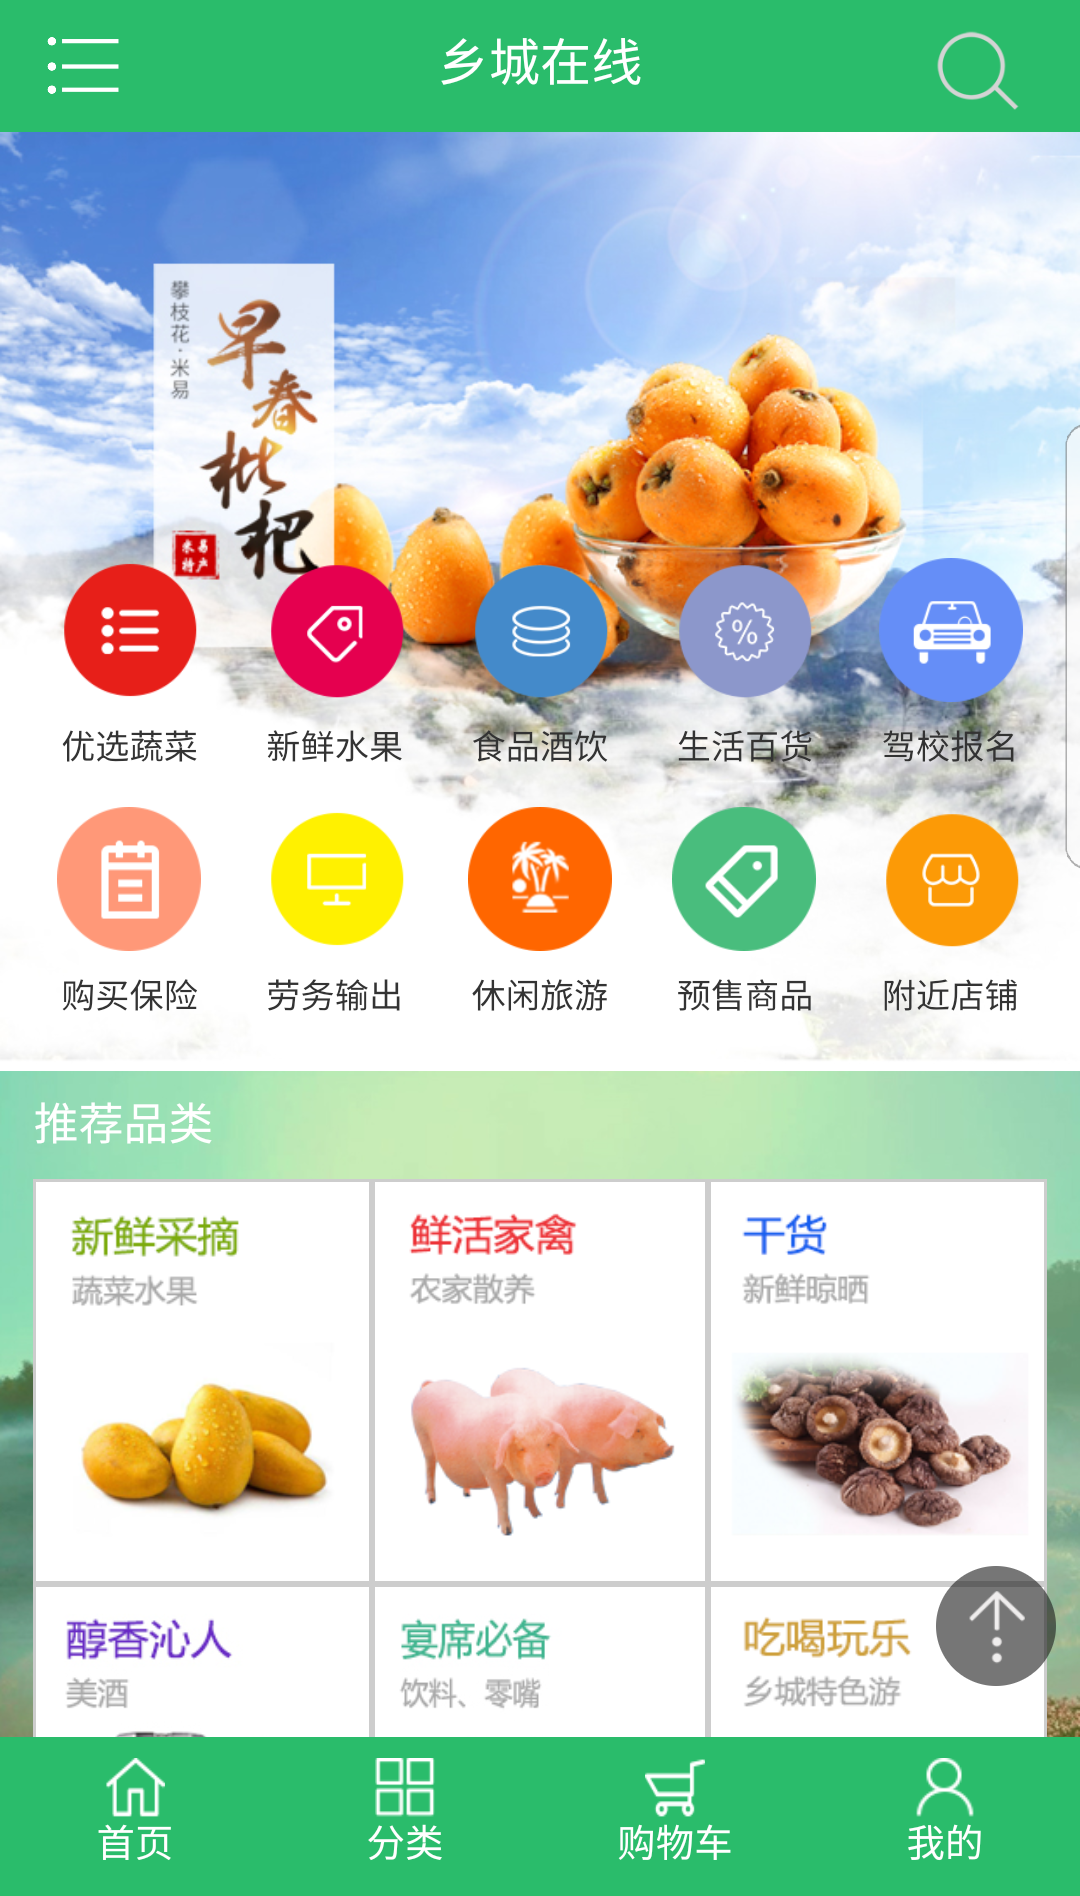 乡城在线
攀枝花·米易
早春枇杷
米易特产
优选蔬菜
新鲜水果
食品酒饮
生活百货
驾校报名
购买保险
劳务输出
休闲旅游
预售商品
附近店铺
推荐品类
新鲜采摘
蔬菜水果
鲜活家禽
农家散养
干货
新鲜晾晒
醇香沁人
美酒
宴席必备
饮料、零嘴
吃喝玩乐
乡城特色游
首页
分类
购物车
我的